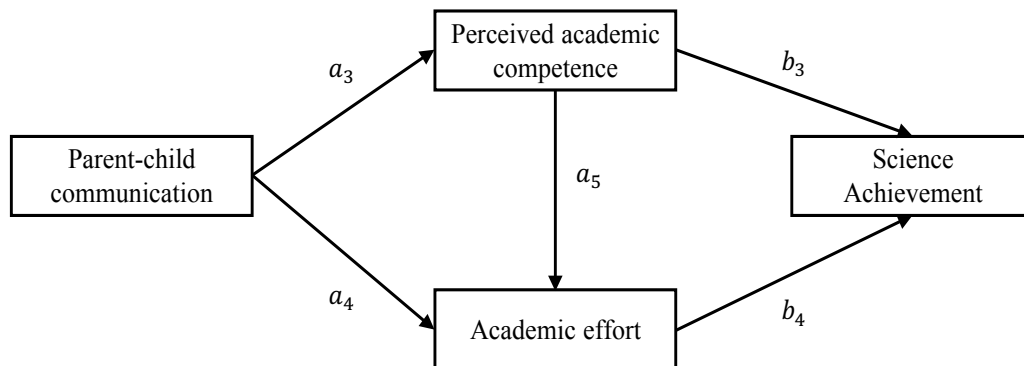 Perceived academic
competence
a₃
b₃
Parent-child
communication
a₅
Science
Achievement
a₄
b₄
Academic effort